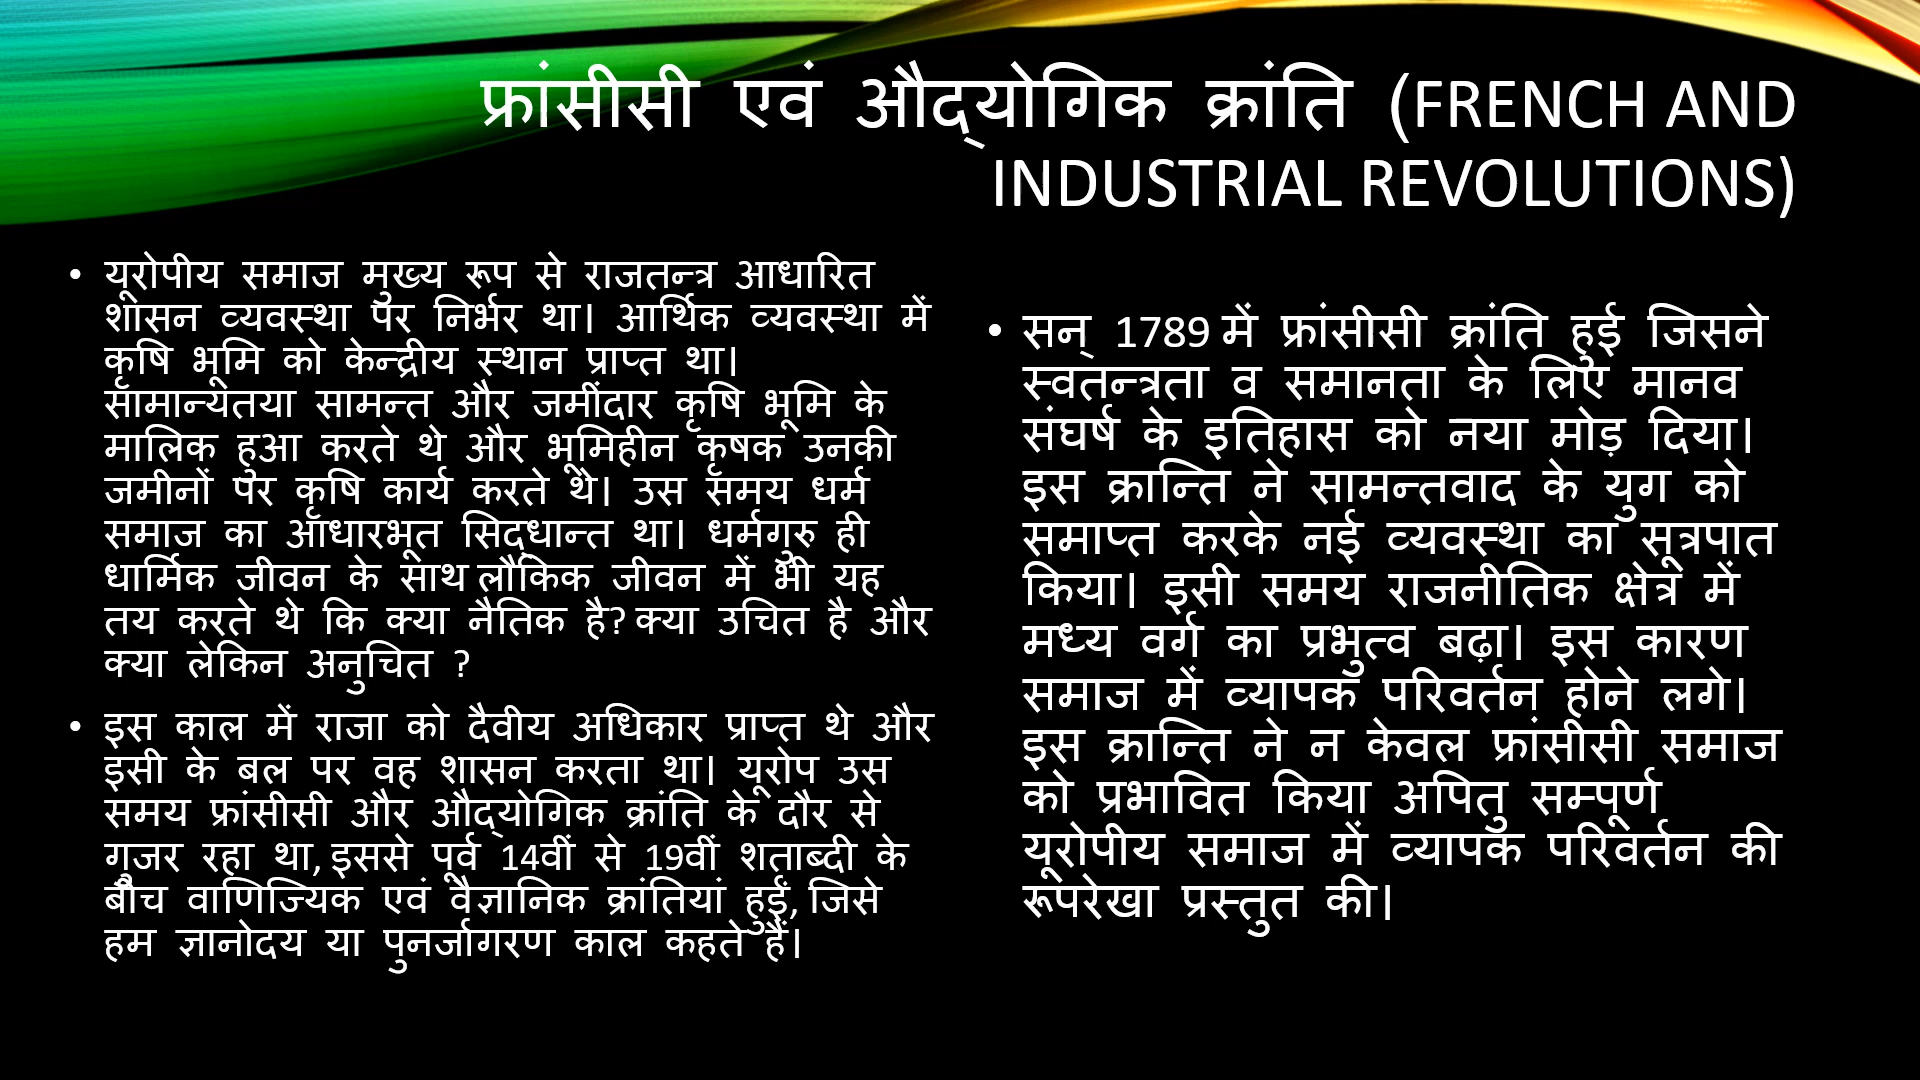 फ्रांसीसी एवं औद्योगिक क्रांति (FRENCH AND
INDUSTRIAL REVOLUTIONS)
• यूरोपीय समाज मुख्य रूप से राजतन्त्र आधारित
शासन व्यवस्था पर निर्भर था। आर्थिक व्यवस्था में
कृषि भूमि को केन्द्रीय स्थान प्राप्त था।
सामान्यतया सामन्त और जमींदार कृषि भूमि के
मालिक हुआ करते थे और भूमिहीन कृषक उनकी
जमीनों पर कृषि कार्य करते थे। उस समय धर्म
समाज का आधारभूत सिद्धान्त था। धर्मगुरु ही
धार्मिक जीवन के साथ लौकिक जीवन में भी यह
तय करते थे कि क्या नैतिक है? क्या उचित है और
क्या लेकिन अनुचित ?
• इस काल में राजा को दैवीय अधिकार प्राप्त थे और
इसी के बल पर वह शासन करता था। यूरोप उस
समय फ्रांसीसी और औद्योगिक क्रांति के दौर से
गुजर रहा था, इससे पूर्व 14वीं से 19वीं शताब्दी के
बीच वाणिज्यिक एवं वैज्ञानिक क्रांतियां हुईं, जिसे
हम ज्ञानोदय या पुनर्जागरण काल कहते हैं।
• सन् 1789 में फ्रांसीसी क्रांति हुई जिसने
स्वतन्त्रता व समानता के लिए मानव
संघर्ष के इतिहास को नया मोड़ दिया।
इस क्रान्ति ने सामन्तवाद के युग को
समाप्त करके नई व्यवस्था का सूत्रपात
किया। इसी समय राजनीतिक क्षेत्र में
मध्य वर्ग का प्रभुत्व बढ़ा। इस कारण
समाज में व्यापक परिवर्तन होने लगे।
इस क्रान्ति ने न केवल फ्रांसीसी समाज
को प्रभावित किया अपितु सम्पूर्ण
यूरोपीय समाज में व्यापक परिवर्तन की
रूपरेखा प्रस्तुत की।